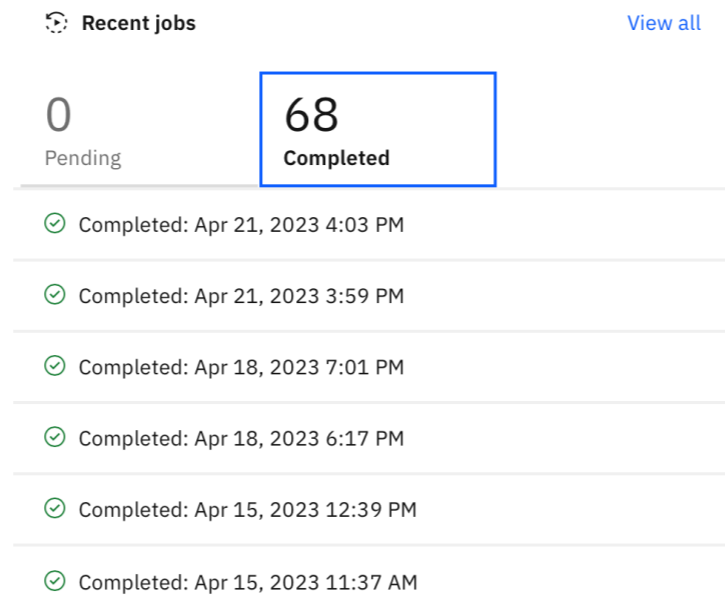 Recent jobs View all
0 68
Pending Completed
Completed: Apr 21, 2023 4:03 PM
Completed: Apr 21, 2023 3:59 PM
Completed: Apr 18, 2023 7:01 PM
Completed: Apr 18, 2023 6:17 PM
Completed: Apr 15, 2023 12:39 PM
Completed: Apr 15, 2023 11:37 AM